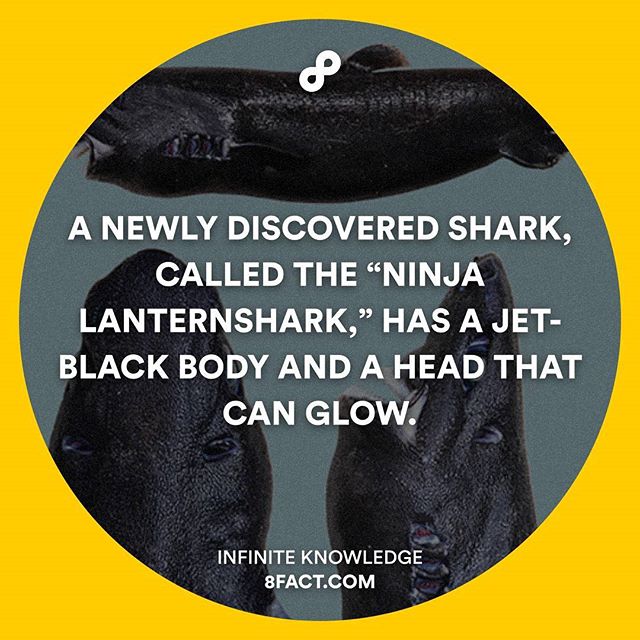 A NEWLY DISCOVERED SHARK,
CALLED THE “NINJA
LANTERNSHARK,” HAS A JET-
BLACK BODY AND A HEAD THAT
CAN GLOW.
INFINITE KNOWLEDGE
8FACT.COM